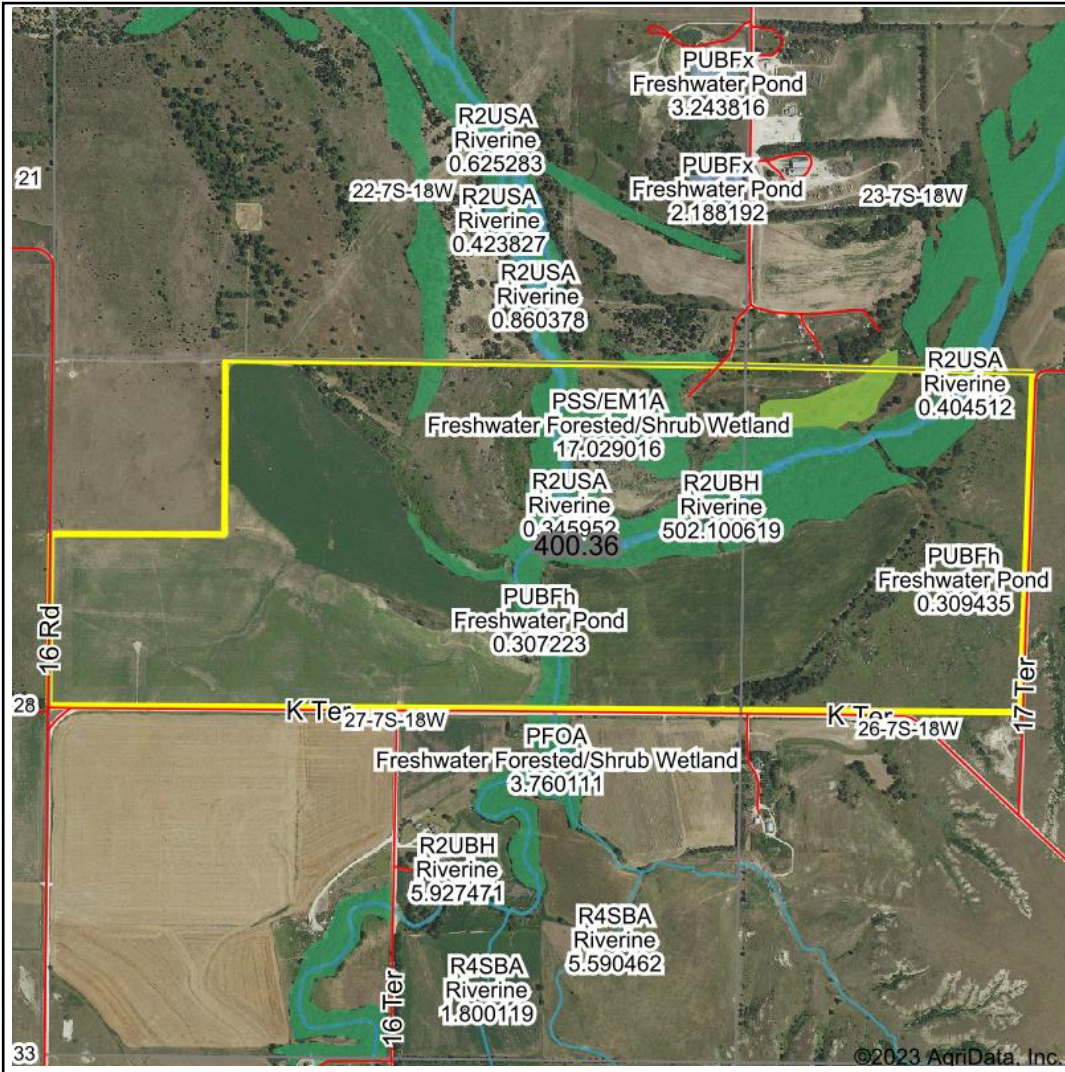 PUBFx
Freshwater Pond
3.243816
R2USA
Riverine
0.625283
21
22-7S-18W
PUBFx
Freshwater Pond
2.188192
23-7S-18W
R2USA
Riverine
0.423827
R2USA
Riverine
0.860378
R2USA
Riverine
0.404512
PSS/EM1A
Freshwater Forested/Shrub Wetland
17.029016
R2USA
Riverine
0.345952
R2UBH
Riverine
502.100619
400.36
PUBFh
Freshwater Pond
0.309435
PUBFh
Freshwater Pond
0.307223
16 Rd
17 Ter
28
K Ter
27-7S-18W
K Ter
26-7S-18W
PFOA
Freshwater Forested/Shrub Wetland
3.760111
R2UBH
Riverine
5.927471
R4SBA
Riverine
5.590462
R4SBA
Riverine
1.800119
16 Ter
33
©2023 AgriData, Inc.